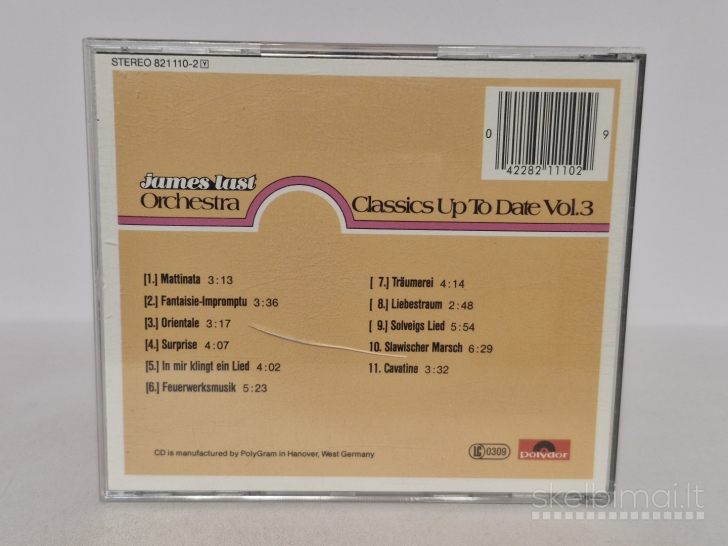 STEREO 821 110-2 Y
0 9
42282 11102
james last
Orchestra
Classics Up To Date Vol.3
[1.] Mattinata 3:13
[2.] Fantaisie-Impromptu 3:36
[3.] Orientale 3:17
[4.] Surprise 4:07
[5.] In mir klingt ein Lied 4:02
[6.] Feuerwerksmusik 5:23
[ 7.] Träumerei 4:14
[ 8.] Liebestraum 2:48
[ 9.] Solveigs Lied 5:54
10. Slawischer Marsch 6:29
11. Cavatine 3:32
CD is manufactured by PolyGram in Hanover, West Germany
LC 0309
Polydor
skelbimai.lt